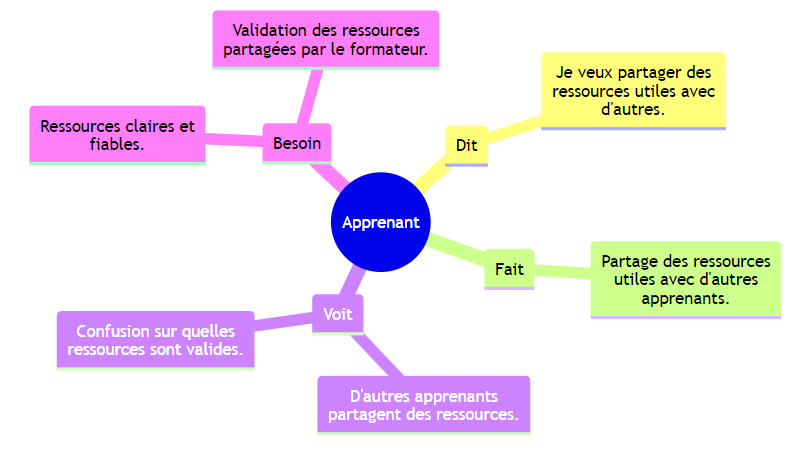 Validation des ressources
partagées par le formateur.
Ressources claires et
fiables.
Besoin
Je veux partager des
ressources utiles avec
d'autres.
Dit
Apprenant
Fait
Partage des ressources
utiles avec d'autres
apprenants.
Voit
Confusion sur quelles
ressources sont valides.
D'autres apprenants
partagent des ressources.